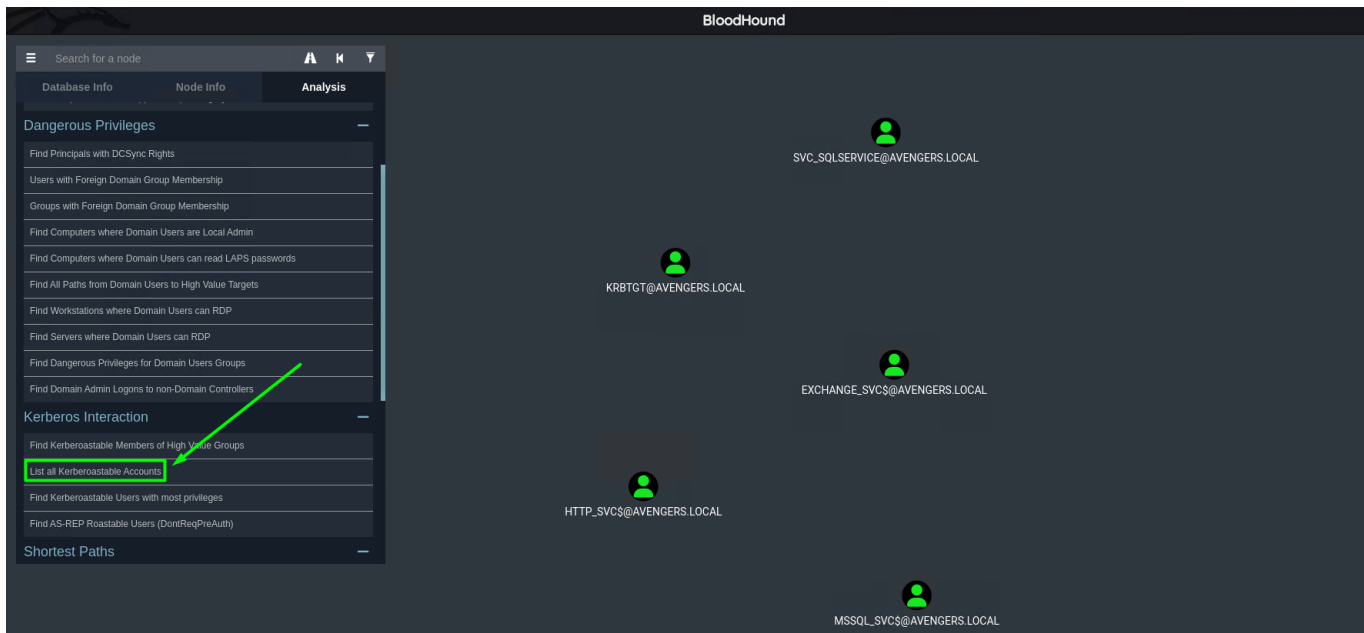 BloodHound
Search for a node
Database Info Node Info Analysis
Dangerous Privileges
Find Principals with DCSync Rights
Users with Foreign Domain Group Membership
Groups with Foreign Domain Group Membership
Find Computers where Domain Users are Local Admin
Find Computers where Domain Users can read LAPS passwords
Find All Paths from Domain Users to High Value Targets
Find Workstations where Domain Users can RDP
Find Servers where Domain Users can RDP
Find Dangerous Privileges for Domain Users Groups
Find Domain Admin Logons to non-Domain Controllers
Kerberos Interaction
Find Kerberoastable Members of High Value Groups
List all Kerberoastable Accounts
Find Kerberoastable Users with most privileges
Find AS-REP Roastable Users (DontReqPreAuth)
Shortest Paths
SVC_SQLSERVICE@AVENGERS.LOCAL
KRBTGT@AVENGERS.LOCAL
EXCHANGE_SVC$@AVENGERS.LOCAL
HTTP_SVC$@AVENGERS.LOCAL
MSSQL_SVC$@AVENGERS.LOCAL